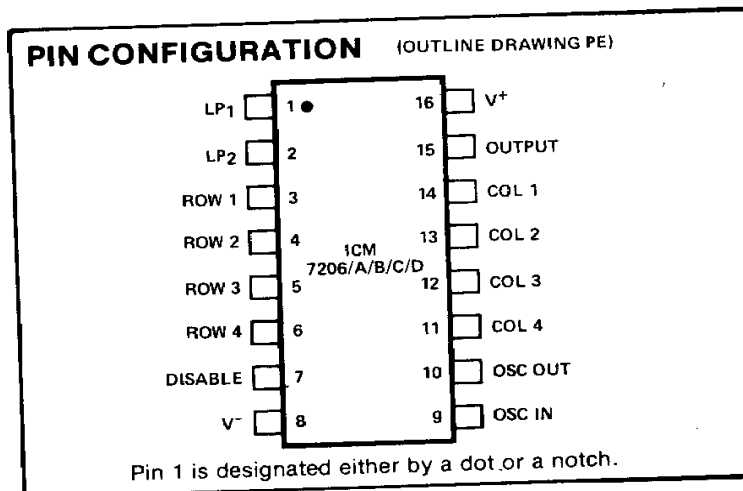 PIN CONFIGURATION (OUTLINE DRAWING PE)
LP1 1 16 V+
LP2 2 15 OUTPUT
ROW 1 3 14 COL 1
ROW 2 4 13 COL 2
ICM
7206/A/B/C/D
ROW 3 5 12 COL 3
ROW 4 6 11 COL 4
DISABLE 7 10 OSC OUT
V- 8 9 OSC IN
Pin 1 is designated either by a dot or a notch.